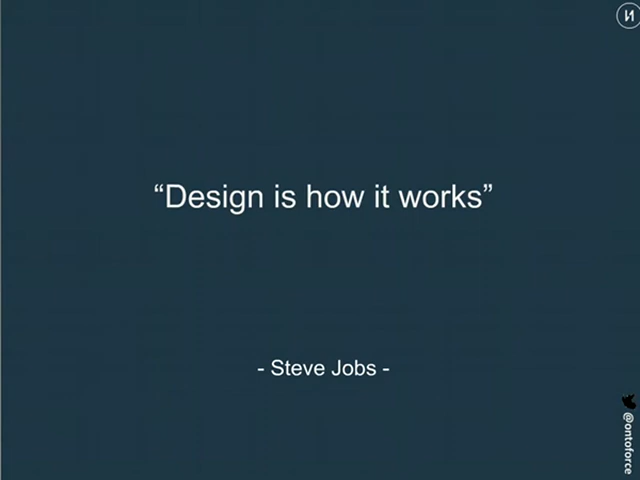 “Design is how it works”
- Steve Jobs -
@ontoforce